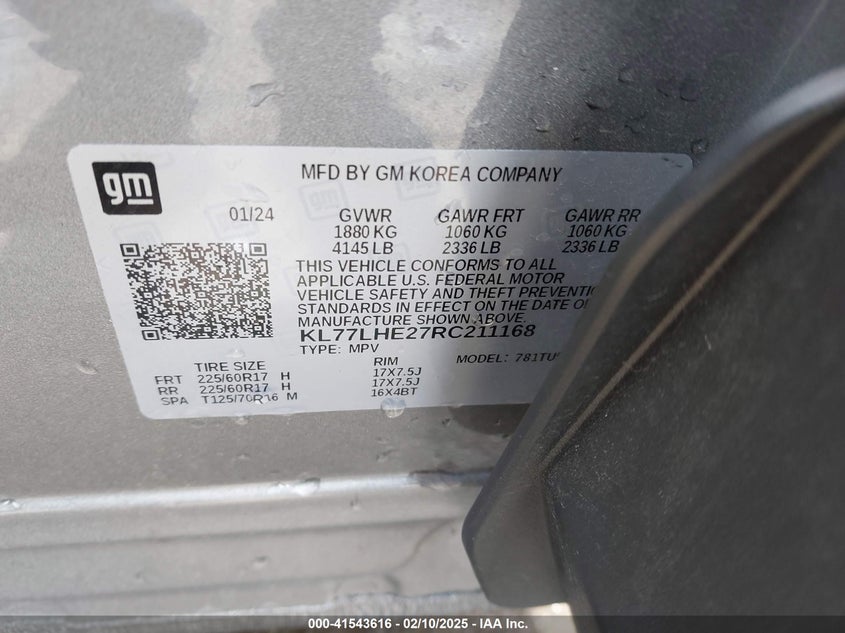 gm
MFD BY GM KOREA COMPANY
01/24 GVWR GAWR FRT GAWR RR
1880 KG 1060 KG 1060 KG
4145 LB 2336 LB 2336 LB
THIS VEHICLE CONFORMS TO ALL
APPLICABLE U.S. FEDERAL MOTOR
VEHICLE SAFETY AND THEFT PREVENTIO
STANDARDS IN EFFECT ON THE DATE OF
MANUFACTURE SHOWN ABOVE.
KL77LHE27RC211168
TYPE: MPV MODEL: 781TU
TIRE SIZE RIM
FRT 225/60R17 H 17X7.5J
RR 225/60R17 H 17X7.5J
SPA T125/70R16 M 16X4BT
000-41543616 - 02/10/2025 - IAA Inc.